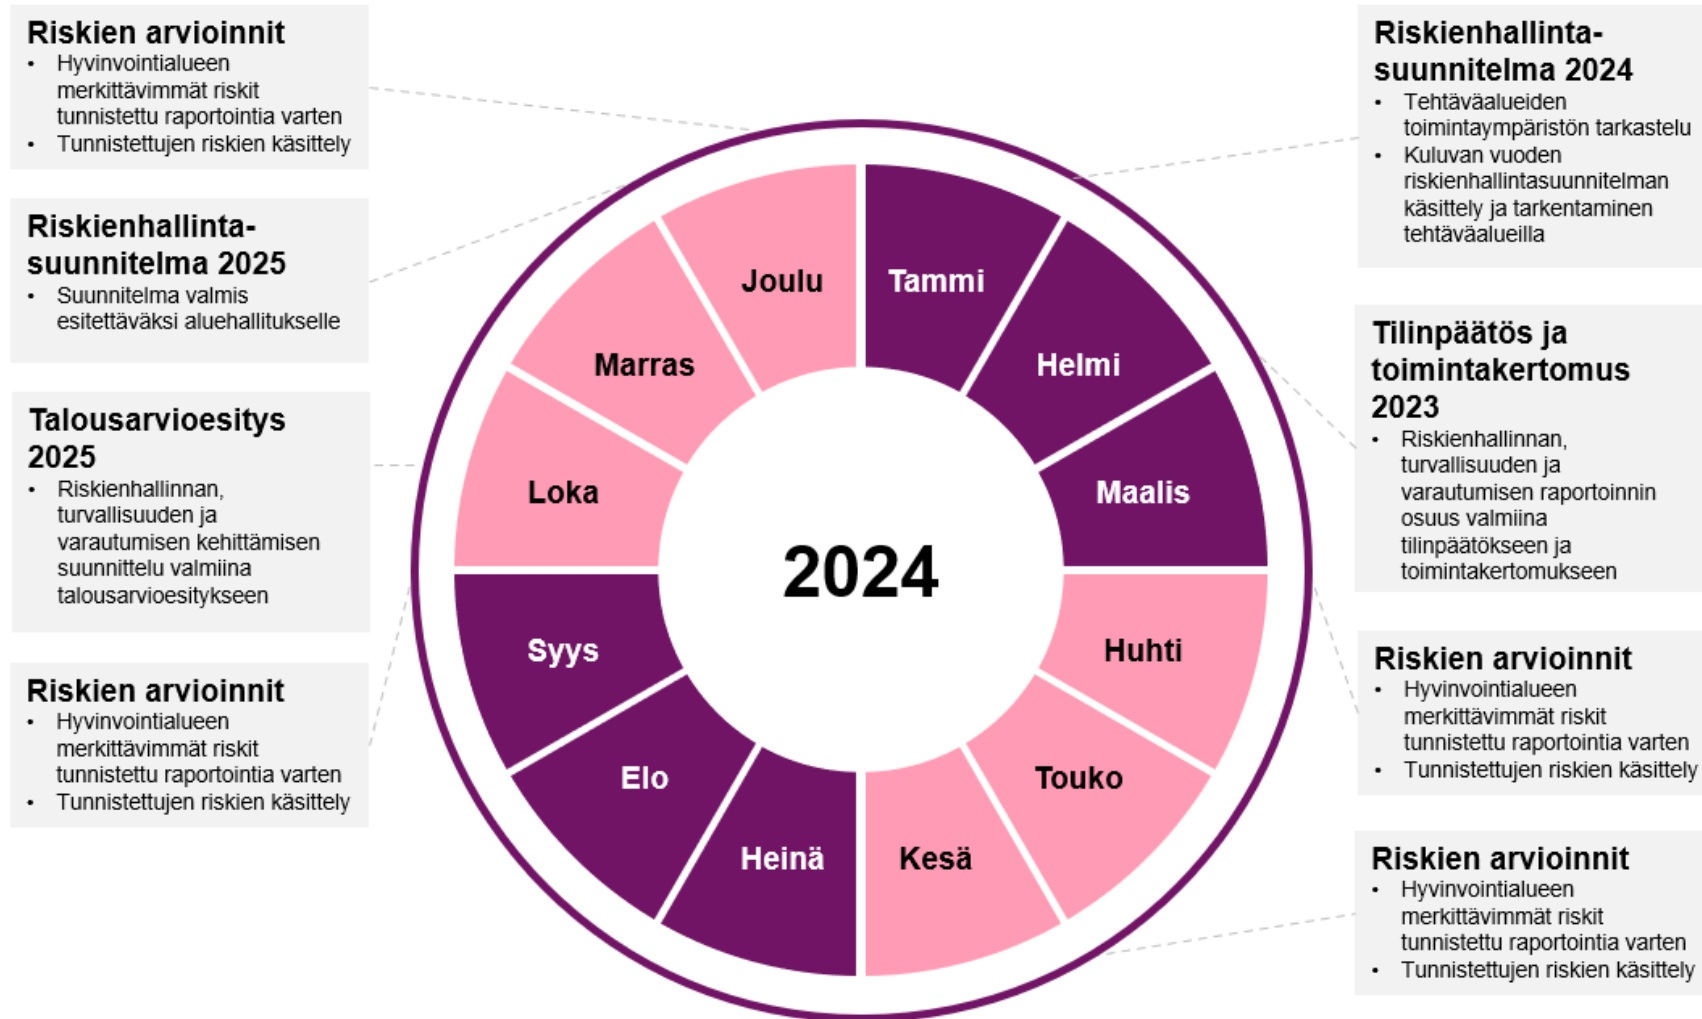 Riskien arvioinnit
• Hyvinvointialueen
merkittävimmät riskit
tunnistettu raportointia varten
• Tunnistettujen riskien käsittely
Riskienhallinta-
suunnitelma 2025
• Suunnitelma valmis
esitettäväksi aluehallitukselle
Talousarvioesitys
2025
• Riskienhallinnan,
turvallisuuden ja
varautumisen kehittämisen
suunnittelu valmiina
talousarvioesitykseen
Riskien arvioinnit
• Hyvinvointialueen
merkittävimmät riskit
tunnistettu raportointia varten
• Tunnistettujen riskien käsittely
2024
Tammi
Helmi
Maalis
Huhti
Touko
Kesä
Heinä
Elo
Syys
Loka
Marras
Joulu
Riskienhallinta-
suunnitelma 2024
• Tehtäväalueiden
toimintaympäristön tarkastelu
• Kuluvan vuoden
riskienhallintasuunnitelman
käsittely ja tarkentaminen
tehtäväalueilla
Tilinpäätös ja
toimintakertomus
2023
• Riskienhallinnan,
turvallisuuden ja
varautumisen raportoinnin
osuus valmiina
tilinpäätökseen ja
toimintakertomukseen
Riskien arvioinnit
• Hyvinvointialueen
merkittävimmät riskit
tunnistettu raportointia varten
• Tunnistettujen riskien käsittely
Riskien arvioinnit
• Hyvinvointialueen
merkittävimmät riskit
tunnistettu raportointia varten
• Tunnistettujen riskien käsittely